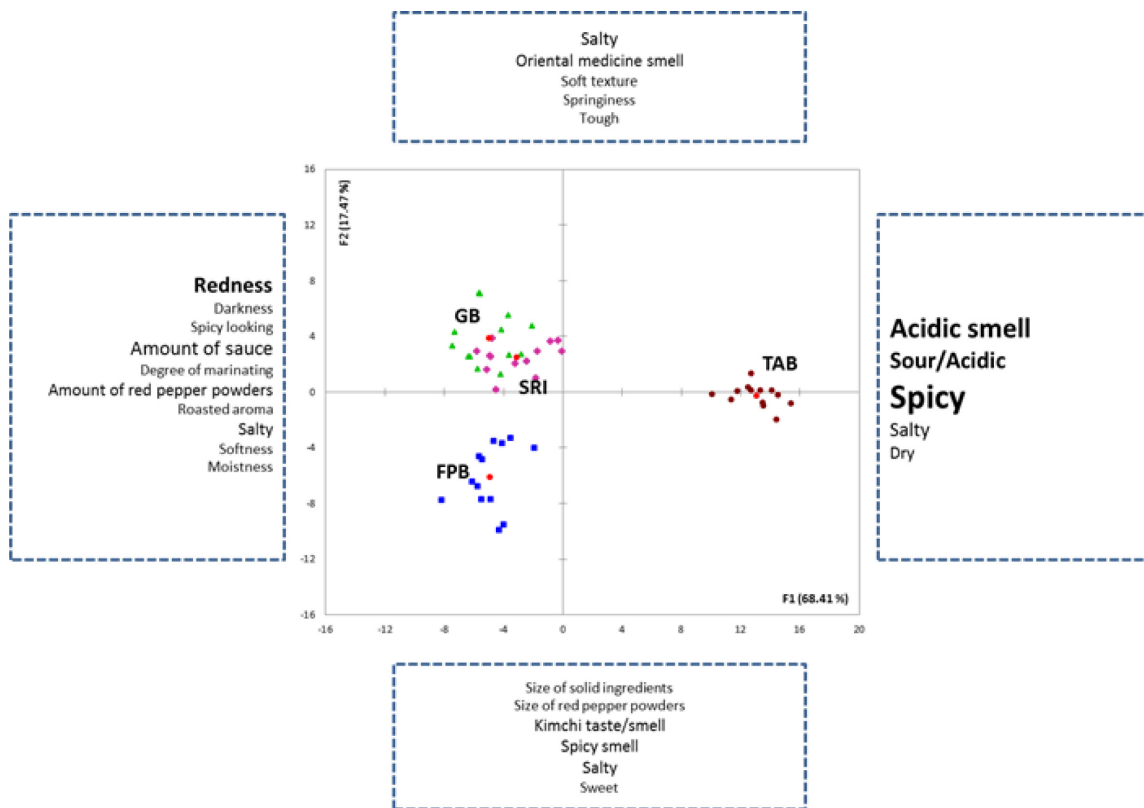 Salty
Oriental medicine smell
Soft texture
Springiness
Tough
16
12
8
4
0
-4
-8
-12
-16
F2 (17.47 %)
GB
SRI
TAB
FPB
F1 (68.41 %)
-16
-12
-8
-4
0
4
8
12
16
20
Redness
Darkness
Spicy looking
Amount of sauce
Degree of marinating
Amount of red pepper powders
Roasted aroma
Salty
Softness
Moistness
Acidic smell
Sour/Acidic
Spicy
Salty
Dry
Size of solid ingredients
Size of red pepper powders
Kimchi taste/smell
Spicy smell
Salty
Sweet